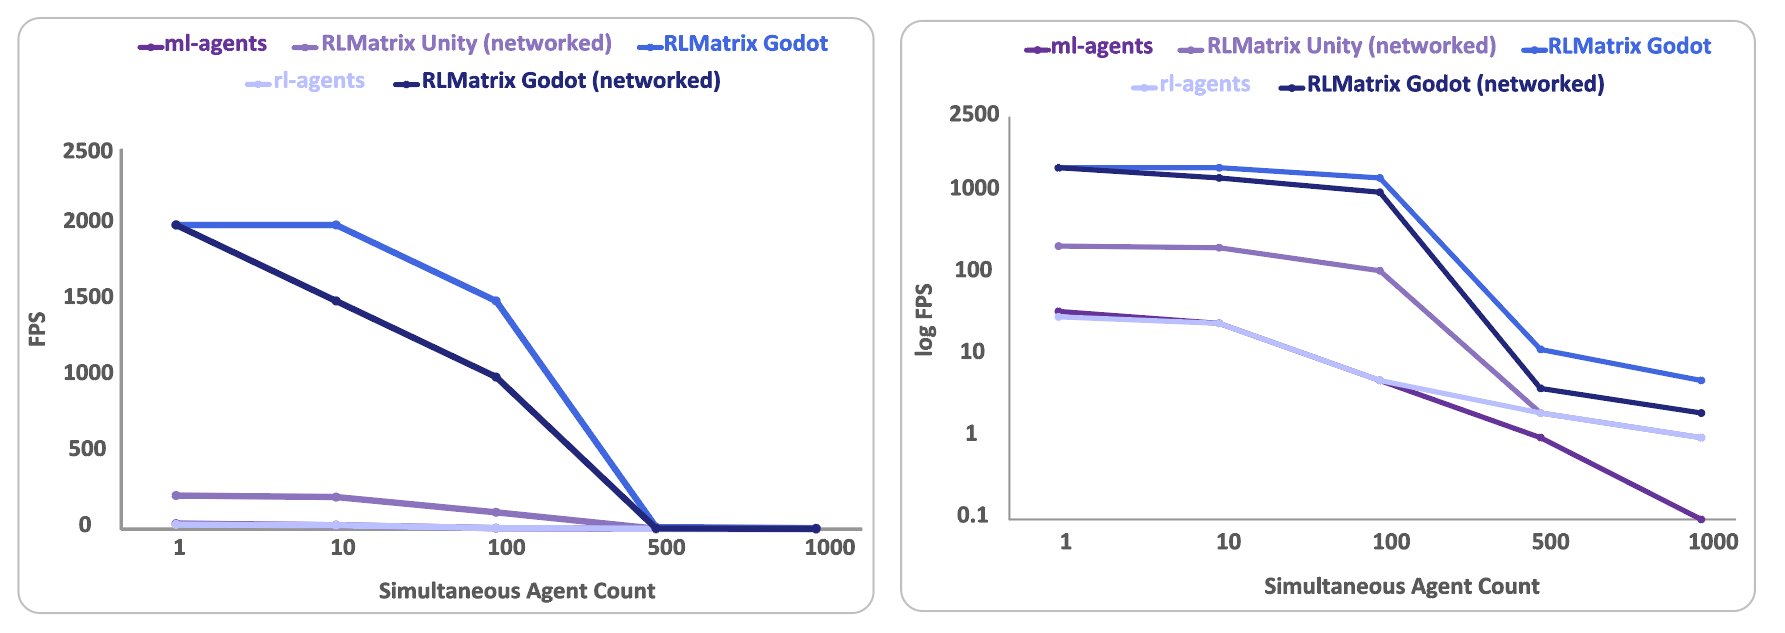 ml-agents RLMatrix Unity (networked) RLMatrix Godot
rl-agents RLMatrix Godot (networked)
2500
2000
1500
1000
500
0
FPS
1 10 100 500 1000
Simultaneous Agent Count
ml-agents RLMatrix Unity (networked) RLMatrix Godot
rl-agents RLMatrix Godot (networked)
2500
1000
100
10
1
0.1
log FPS
1 10 100 500 1000
Simultaneous Agent Count